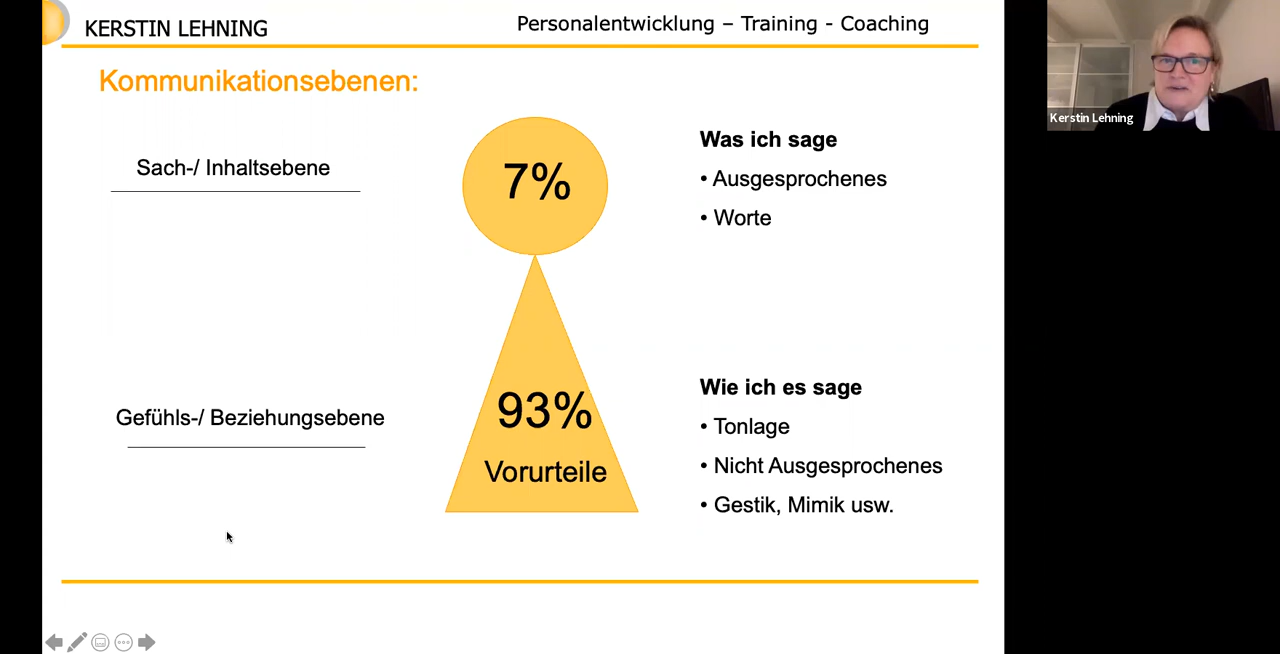 KERSTIN LEHNING
Personalentwicklung – Training - Coaching
Kommunikationsebenen:
Sach-/ Inhaltsebene
7%
Was ich sage
• Ausgesprochenes
• Worte
Gefühls-/ Beziehungsebene
93%
Vorurteile
Wie ich es sage
• Tonlage
• Nicht Ausgesprochenes
• Gestik, Mimik usw.
Kerstin Lehning